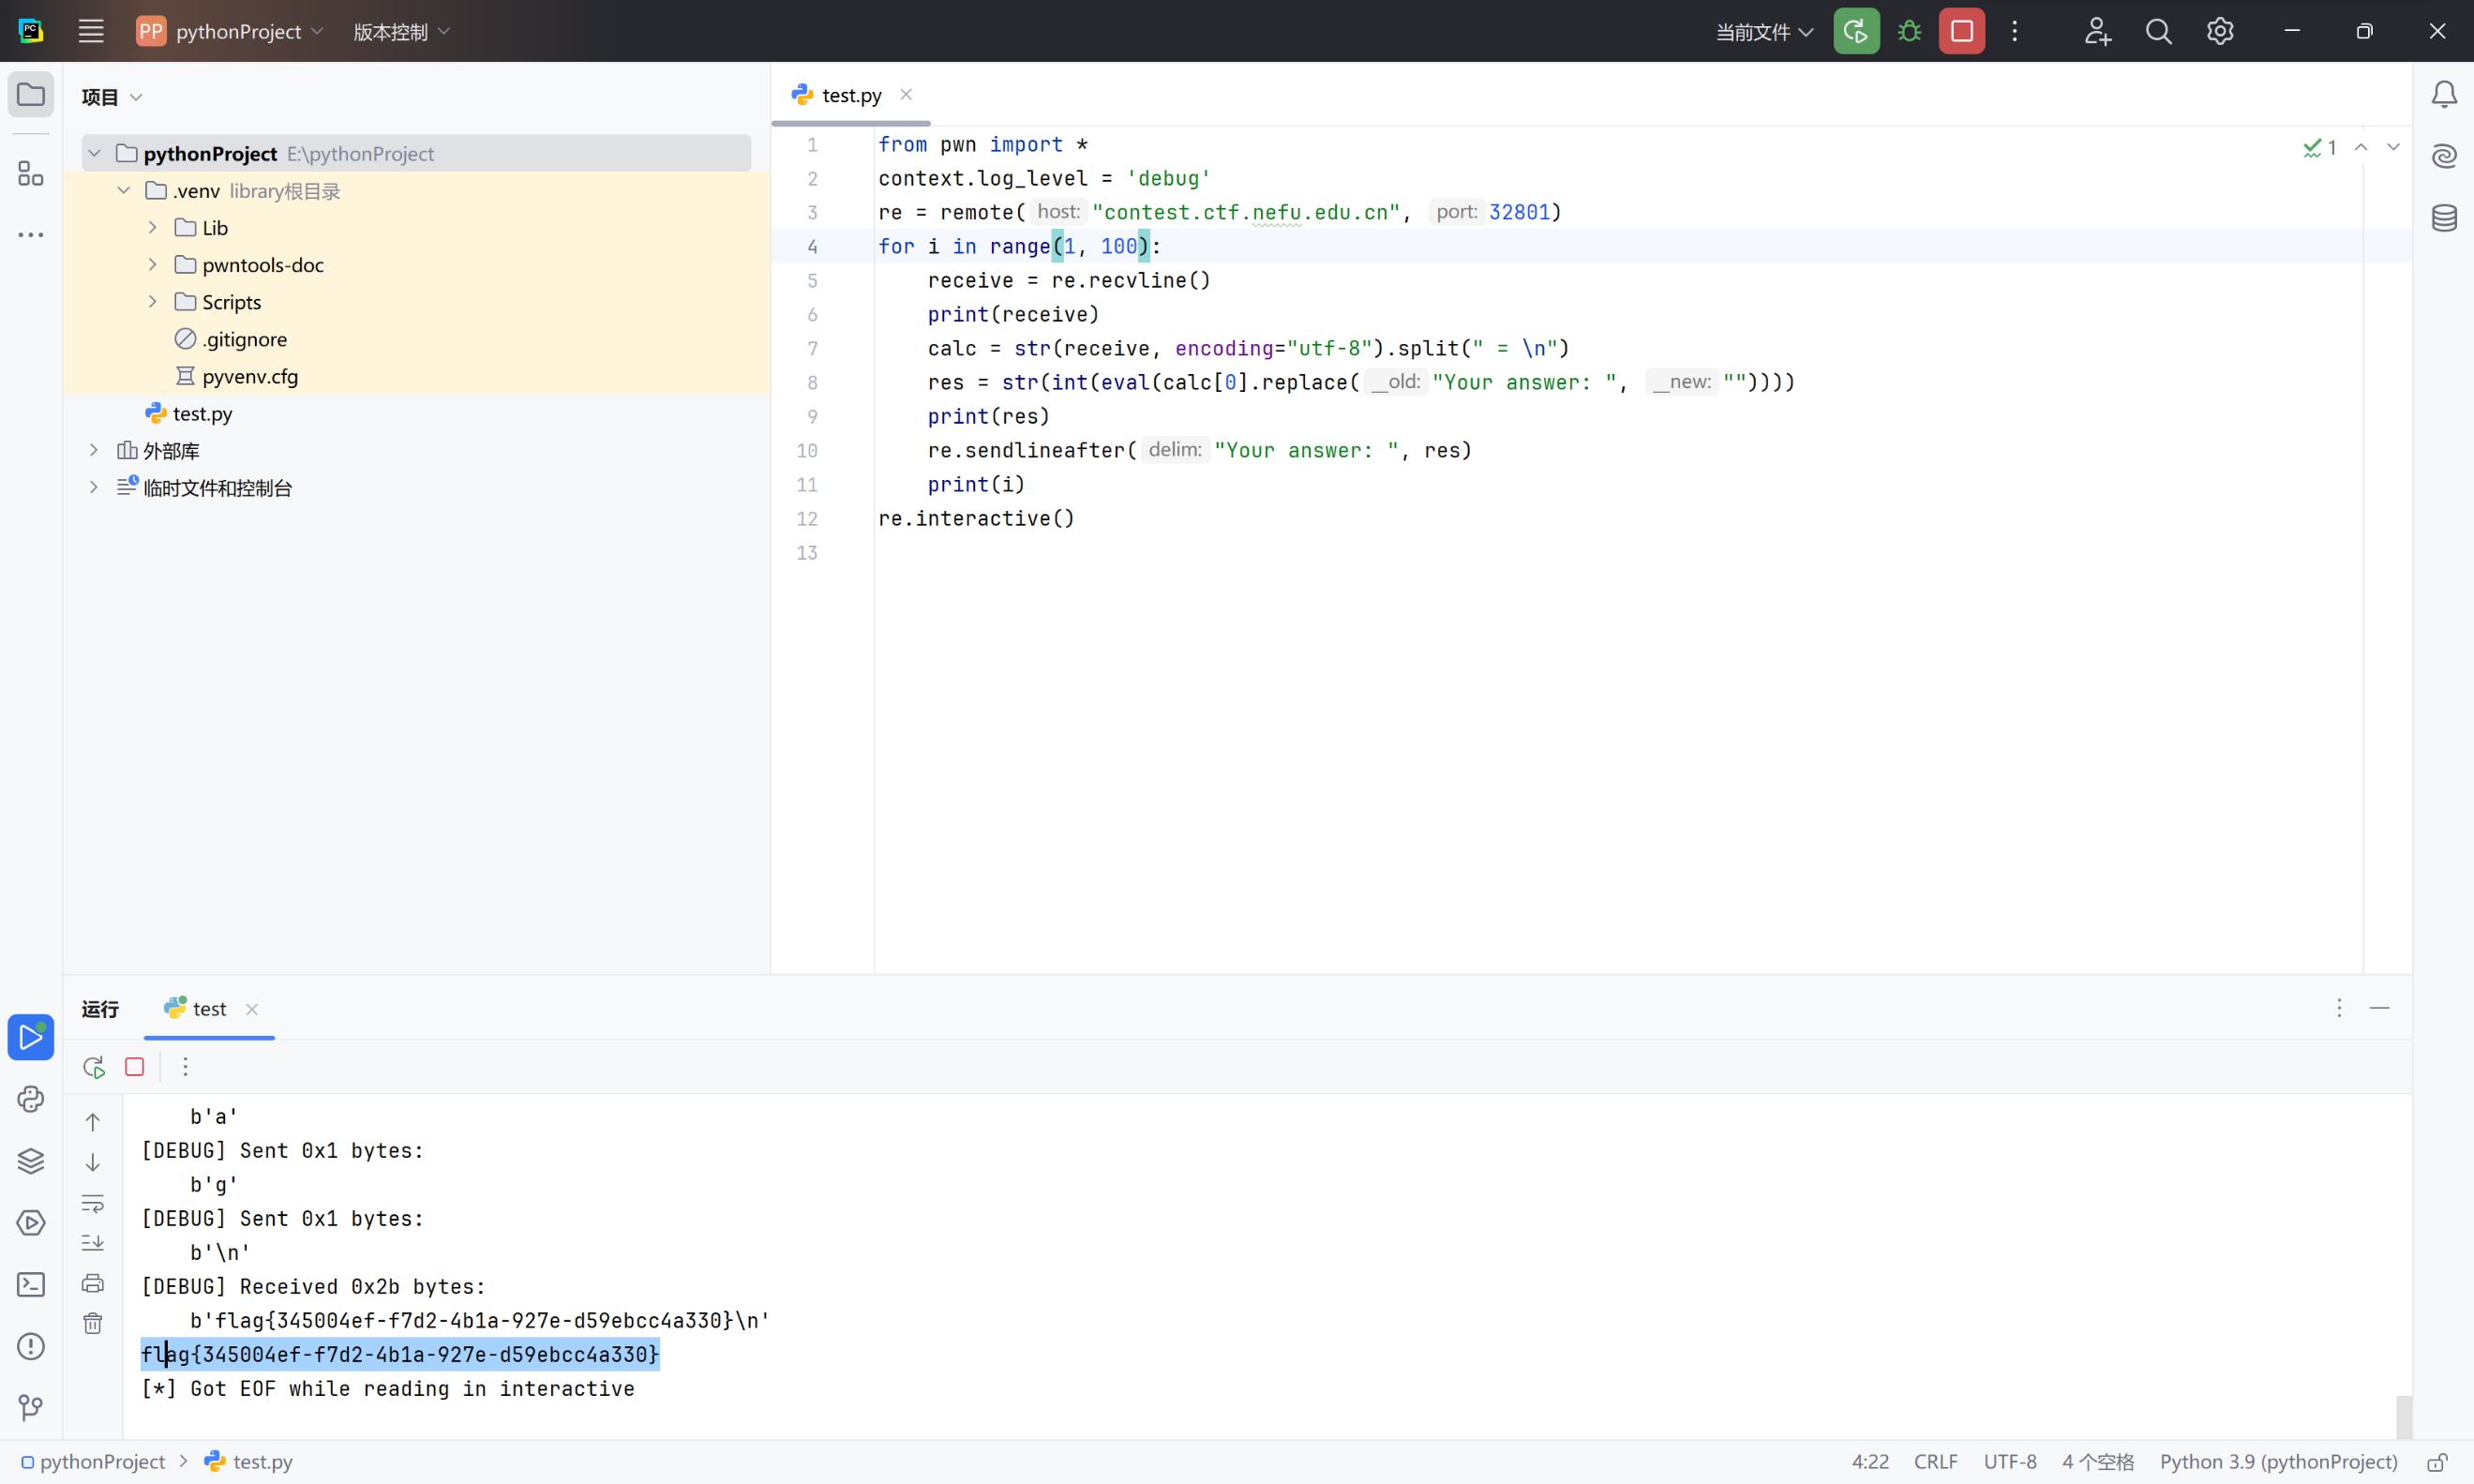 PC
PP pythonProject 版本控制 当前文件
项目
pythonProject E:\pythonProject
.venv library根目录
Lib
pwntools-doc
Scripts
.gitignore
pyvenv.cfg
test.py
外部库
临时文件和控制台
test.py
1 from pwn import *
2 context.log_level = 'debug'
3 re = remote( host: "contest.ctf.nefu.edu.cn", port: 32801)
4 for i in range(1, 100):
5     receive = re.recvline()
6     print(receive)
7     calc = str(receive, encoding="utf-8").split(" = \n")
8     res = str(int(eval(calc[0].replace( __old: "Your answer: ", __new: ""))))
9     print(res)
10     re.sendlineafter( delim: "Your answer: ", res)
11     print(i)
12 re.interactive()
13
1
运行 test
    b'a'
[DEBUG] Sent 0x1 bytes:
    b'g'
[DEBUG] Sent 0x1 bytes:
    b'\n'
[DEBUG] Received 0x2b bytes:
    b'flag{345004ef-f7d2-4b1a-927e-d59ebcc4a330}\n'
flag{345004ef-f7d2-4b1a-927e-d59ebcc4a330}
[*] Got EOF while reading in interactive
pythonProject > test.py 4:22 CRLF UTF-8 4 个空格 Python 3.9 (pythonProject)